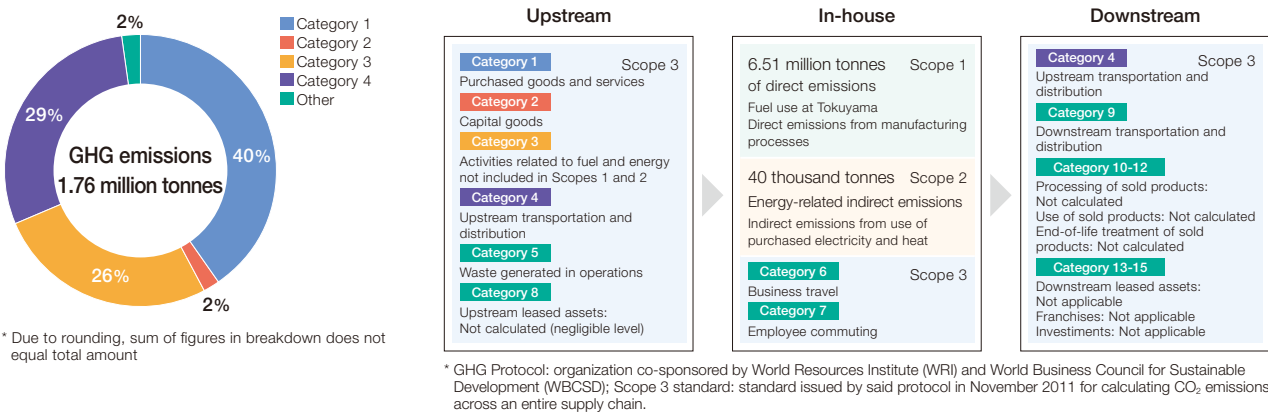 2%
Category 1
Category 2
Category 3
Category 4
Other
29%
GHG emissions
1.76 million tonnes
40%
26%
2%
* Due to rounding, sum of figures in breakdown does not
equal total amount
Upstream
Category 1
Scope 3
Purchased goods and services
Category 2
Capital goods
Category 3
Activities related to fuel and energy
not included in Scopes 1 and 2
Category 4
Upstream transportation and
distribution
Category 5
Waste generated in operations
Category 8
Upstream leased assets:
Not calculated (negligible level)
In-house
6.51 million tonnes
Scope 1
of direct emissions
Fuel use at Tokuyama
Direct emissions from manufacturing
processes
40 thousand tonnes
Scope 2
Energy-related indirect emissions
Indirect emissions from use of
purchased electricity and heat
Category 6
Scope 3
Business travel
Category 7
Employee commuting
Downstream
Category 4
Scope 3
Upstream transportation and
distribution
Category 9
Downstream transportation and
distribution
Category 10-12
Processing of sold products:
Not calculated
Use of sold products: Not calculated
End-of-life treatment of sold
products: Not calculated
Category 13-15
Downstream leased assets:
Not applicable
Franchises: Not applicable
Investiments: Not applicable
* GHG Protocol: organization co-sponsored by World Resources Institute (WRI) and World Business Council for Sustainable
Development (WBCSD); Scope 3 standard: standard issued by said protocol in November 2011 for calculating CO₂ emissions
across an entire supply chain.